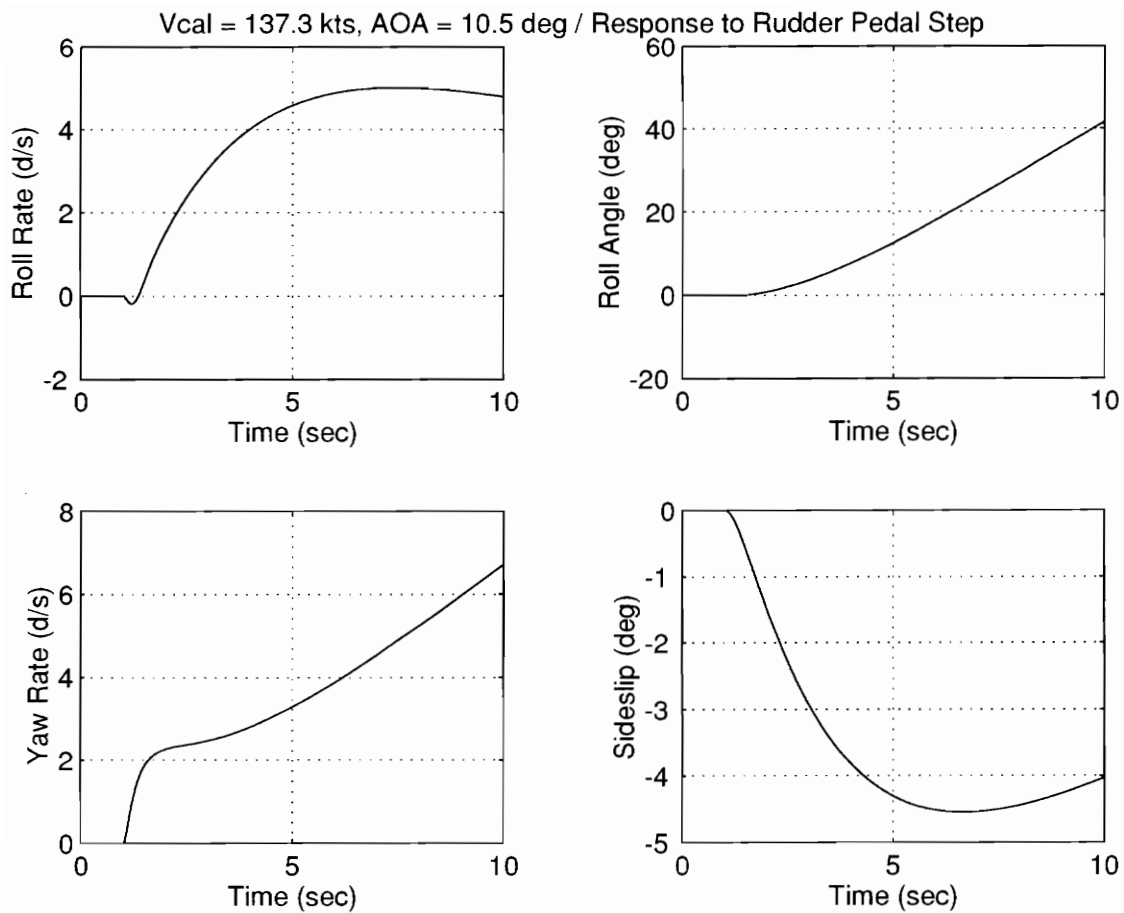 Vcal = 137.3 kts, AOA = 10.5 deg / Response to Rudder Pedal Step
Roll Rate (d/s)
6
4
2
0
-2
0 5 10
Time (sec)
Roll Angle (deg)
60
40
20
0
-20
0 5 10
Time (sec)
Yaw Rate (d/s)
8
6
4
2
0
0 5 10
Time (sec)
Sideslip (deg)
0
-1
-2
-3
-4
-5
0 5 10
Time (sec)